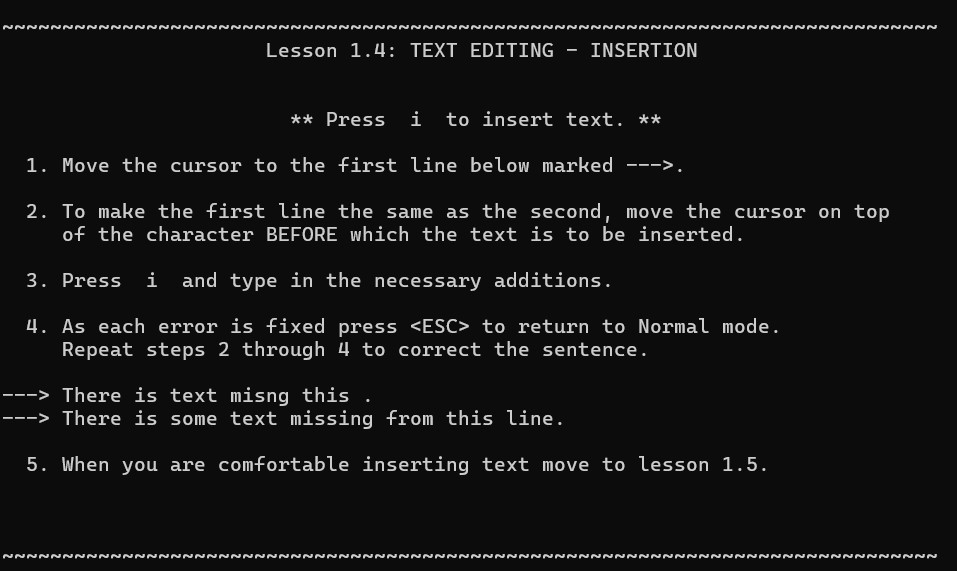 ~~~~~~~~~~~~~~~~~~~~~~~~~~~~~~~~~~~~~~~~~~~~~~~~~~~~~~~~~~~~~~~~~~~~~~~~~~~~~~
Lesson 1.4: TEXT EDITING - INSERTION
** Press  i  to insert text. **
1. Move the cursor to the first line below marked --->.
2. To make the first line the same as the second, move the cursor on top
of the character BEFORE which the text is to be inserted.
3. Press  i  and type in the necessary additions.
4. As each error is fixed press <ESC> to return to Normal mode.
Repeat steps 2 through 4 to correct the sentence.
---> There is text misng this .
---> There is some text missing from this line.
5. When you are comfortable inserting text move to lesson 1.5.
~~~~~~~~~~~~~~~~~~~~~~~~~~~~~~~~~~~~~~~~~~~~~~~~~~~~~~~~~~~~~~~~~~~~~~~~~~~~~~